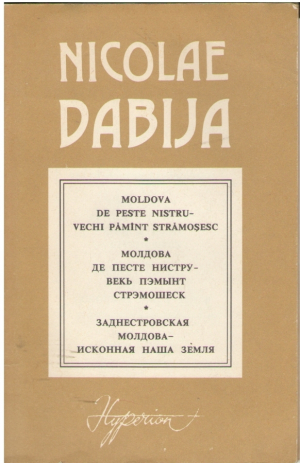 NICOLAE
DABIJA
MOLDOVA
DE PESTE NISTRU-
VECHI PĂMÎNT STRĂMOȘESC
*
МОЛДОВА
ДЕ ПЕСТЕ НИСТРУ-
ВЕКЬ ПЭМЫНТ
СТРЭМОШЕСК
*
ЗАДНЕСТРОВСКАЯ
МОЛДОВА–
ИСКОННАЯ НАША ЗЕМЛЯ
Hyperion